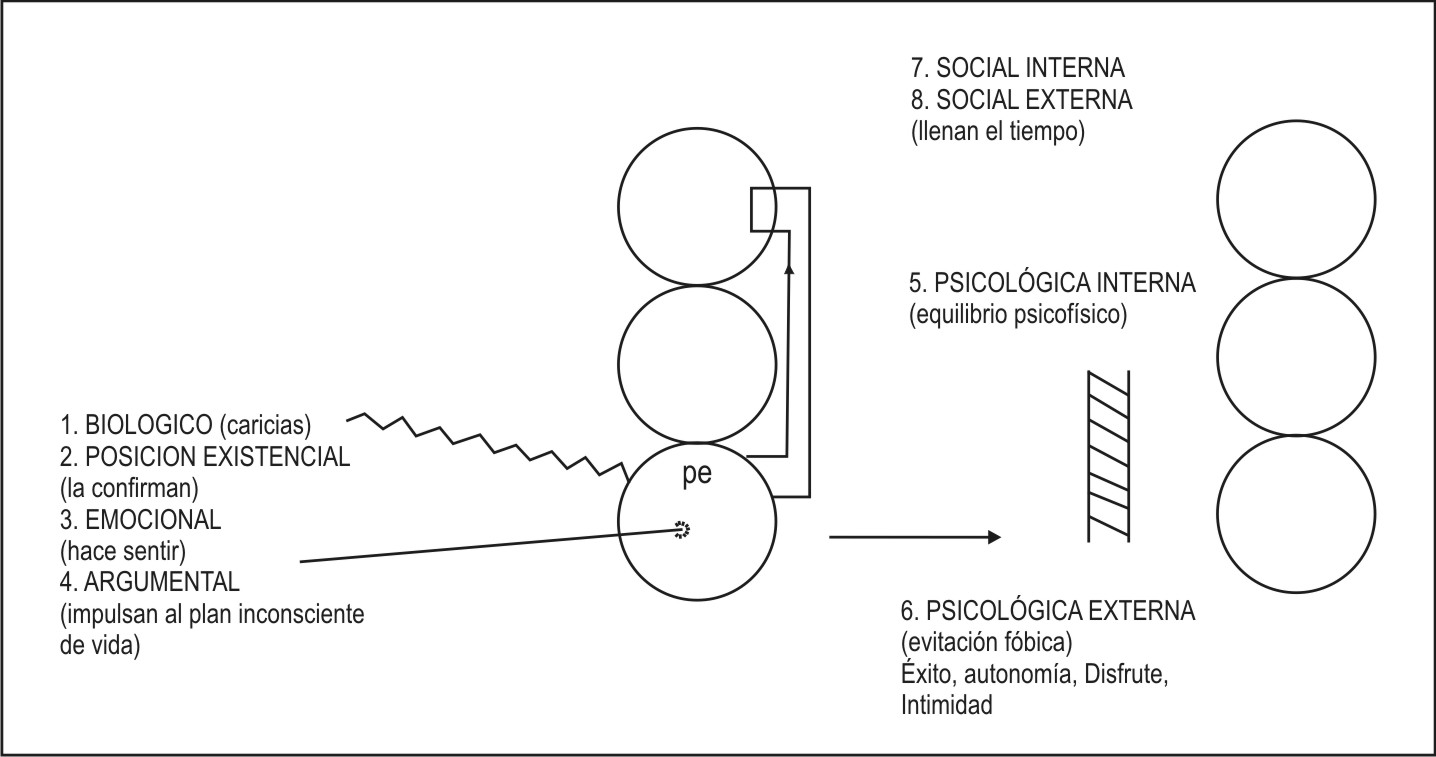 7. SOCIAL INTERNA
8. SOCIAL EXTERNA
(llenan el tiempo)
5. PSICOLÓGICA INTERNA
(equilibrio psicofísico)
1. BIOLOGICO (caricias)
2. POSICION EXISTENCIAL
(la confirman)
3. EMOCIONAL
(hace sentir)
4. ARGUMENTAL
(impulsan al plan inconsciente
de vida)
pe
6. PSICOLÓGICA EXTERNA
(evitación fóbica)
Éxito, autonomía, Disfrute,
Intimidad